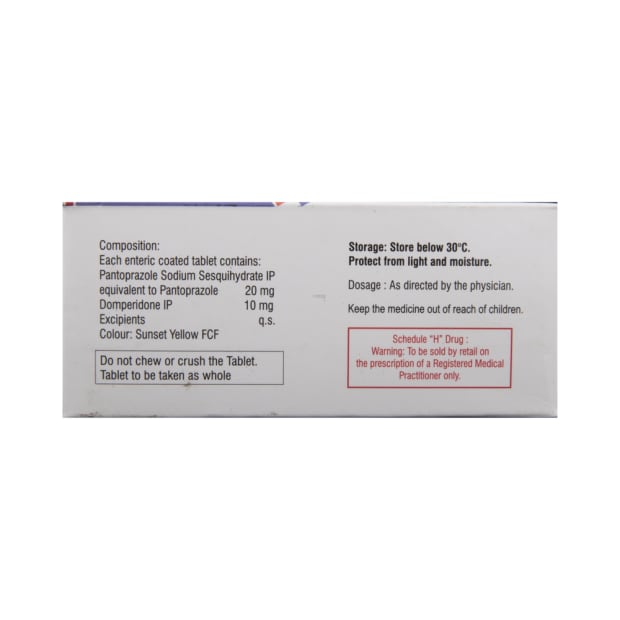 Composition:
Each enteric coated tablet contains:
Pantoprazole Sodium Sesquihydrate IP
equivalent to Pantoprazole 20 mg
Domperidone IP 10 mg
Excipients q.s.
Colour: Sunset Yellow FCF
Do not chew or crush the Tablet.
Tablet to be taken as whole
Storage: Store below 30°C.
Protect from light and moisture.
Dosage : As directed by the physician.
Keep the medicine out of reach of children.
Schedule "H" Drug :
Warning: To be sold by retail on
the prescription of a Registered Medical
Practitioner only.